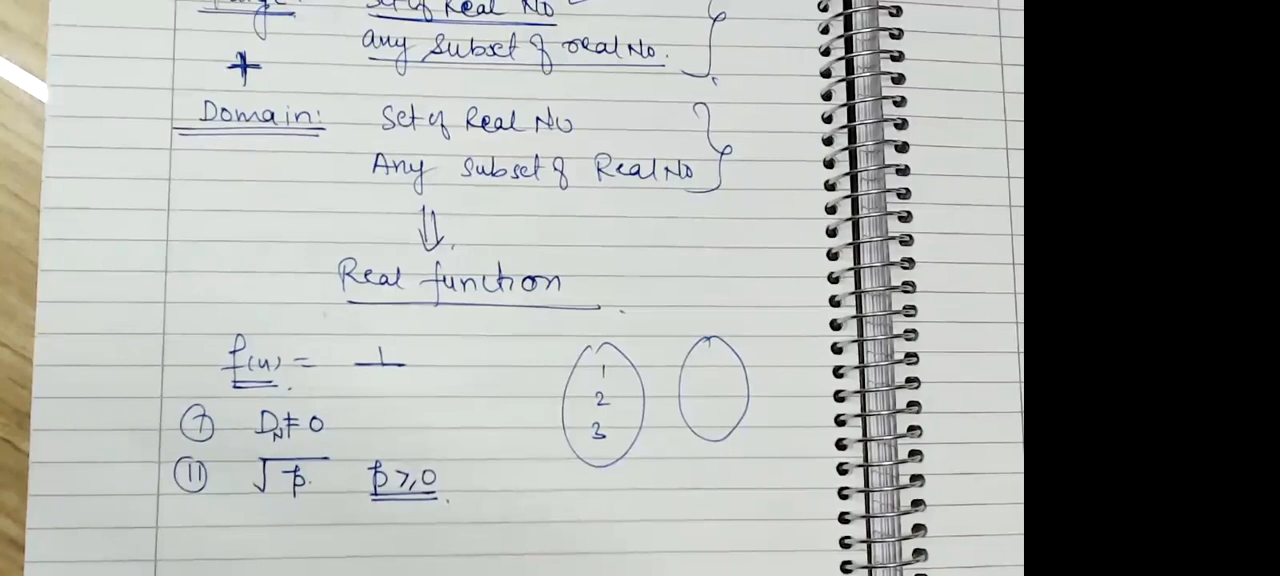 Set of Real No
any Subset of real No.
+
Domain: Set of Real No
Any Subset of Real No
⇓
Real function
f(x) = 1
1
2
3
(i) DN ≠ 0
(ii) √p p ≥ 0